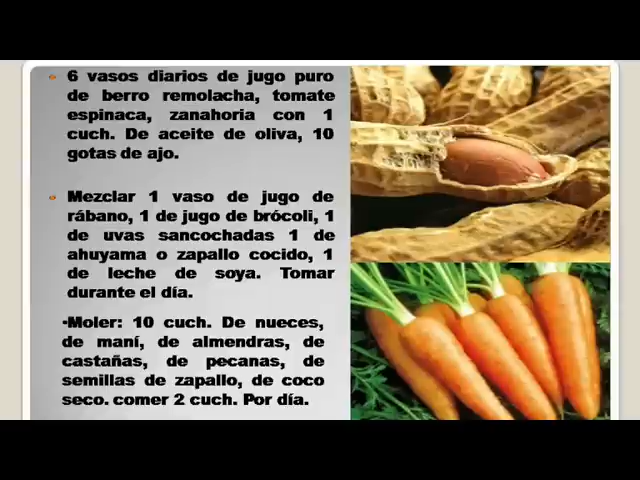 6 vasos diarios de jugo puro
de berro remolacha, tomate
espinaca, zanahoria con 1
cuch. De aceite de oliva, 10
gotas de ajo.
Mezclar 1 vaso de jugo de
rábano, 1 de jugo de brócoli, 1
de uvas sancochadas 1 de
ahuyama o zapallo cocido, 1
de leche de soya. Tomar
durante el día.
•Moler: 10 cuch. De nueces,
de maní, de almendras, de
castañas, de pecanas, de
semillas de zapallo, de coco
seco. comer 2 cuch. Por día.